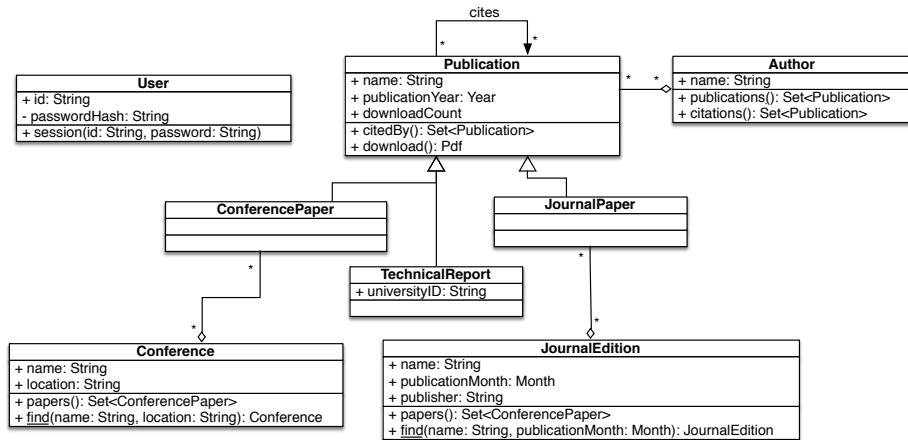 cites
* *
Publication
+ name: String
+ publicationYear: Year
+ downloadCount
+ citedBy(): Set<Publication>
+ download(): Pdf
User
+ id: String
- passwordHash: String
+ session(id: String, password: String)
* *
Author
+ name: String
+ publications(): Set<Publication>
+ citations(): Set<Publication>
ConferencePaper
JournalPaper
*
*
TechnicalReport
+ universityID: String
*
*
Conference
+ name: String
+ location: String
+ papers(): Set<ConferencePaper>
+ find(name: String, location: String): Conference
JournalEdition
+ name: String
+ publicationMonth: Month
+ publisher: String
+ papers(): Set<ConferencePaper>
+ find(name: String, publicationMonth: Month): JournalEdition